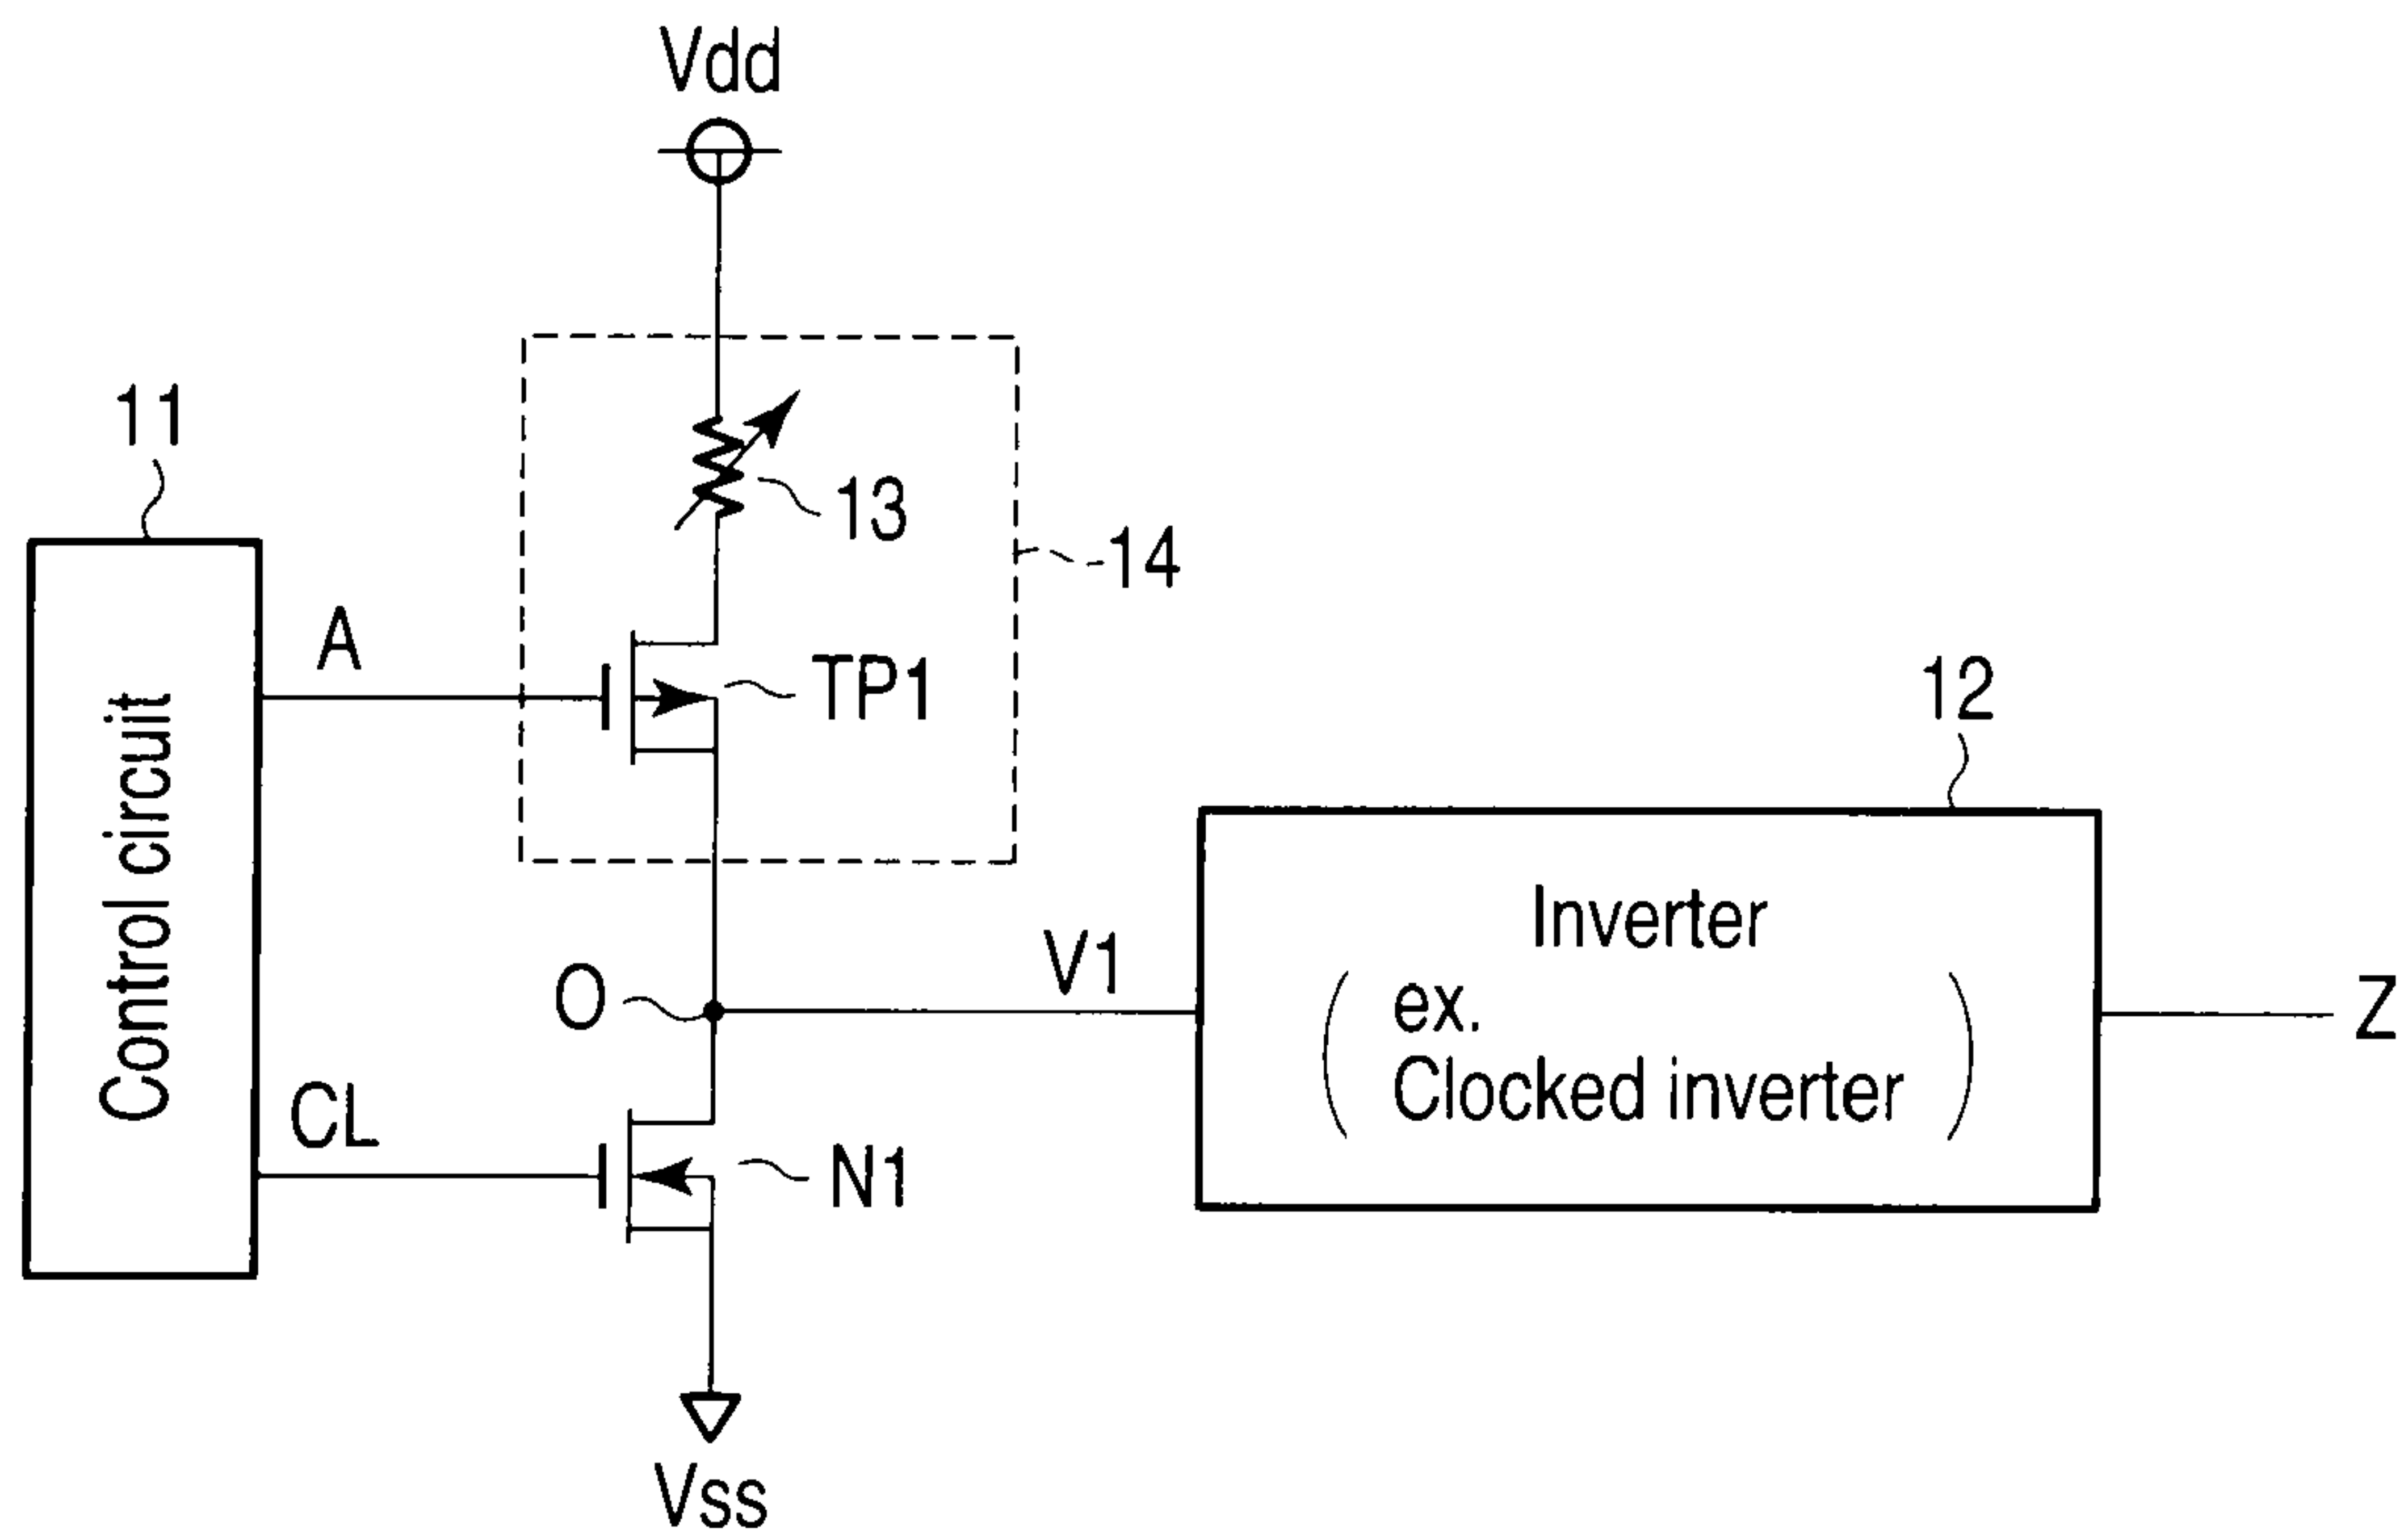 Vdd
11
13
14
A
TP1
12
Control circuit
Inverter
V1
O
ex.
Z
Clocked inverter
CL
N1
Vss